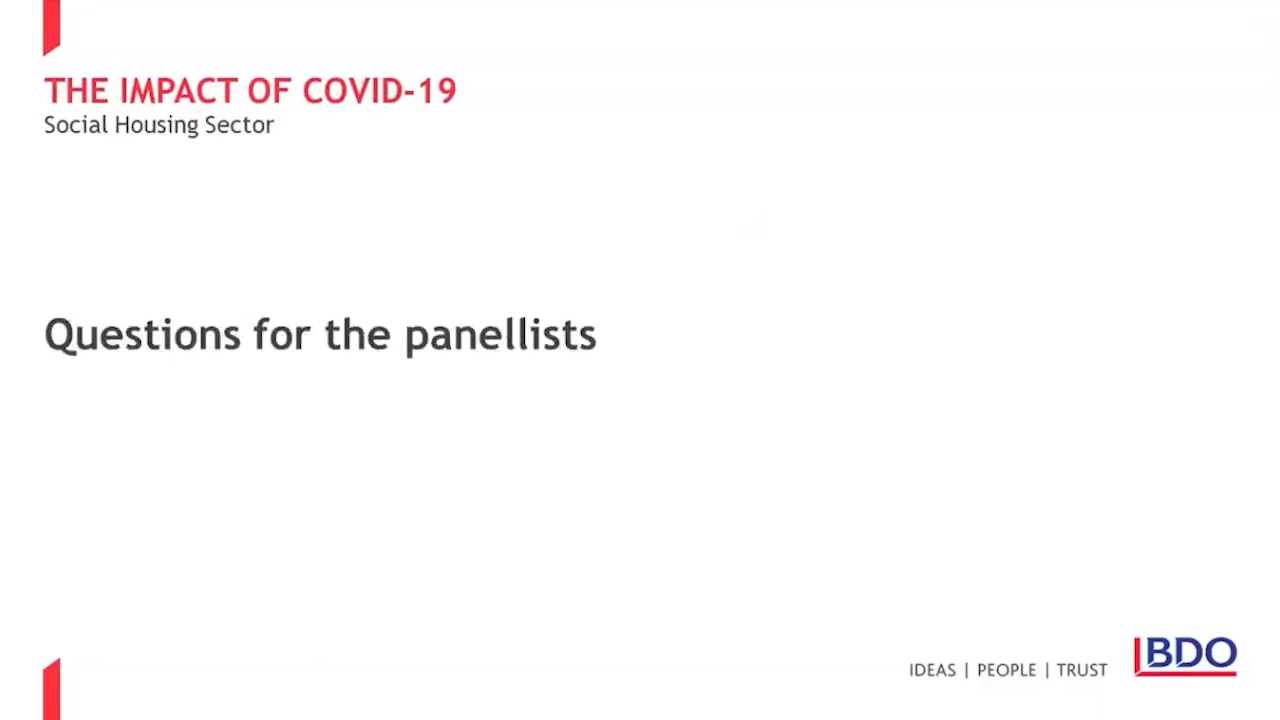 THE IMPACT OF COVID-19
Social Housing Sector
Questions for the panellists
IDEAS | PEOPLE | TRUST
BDO